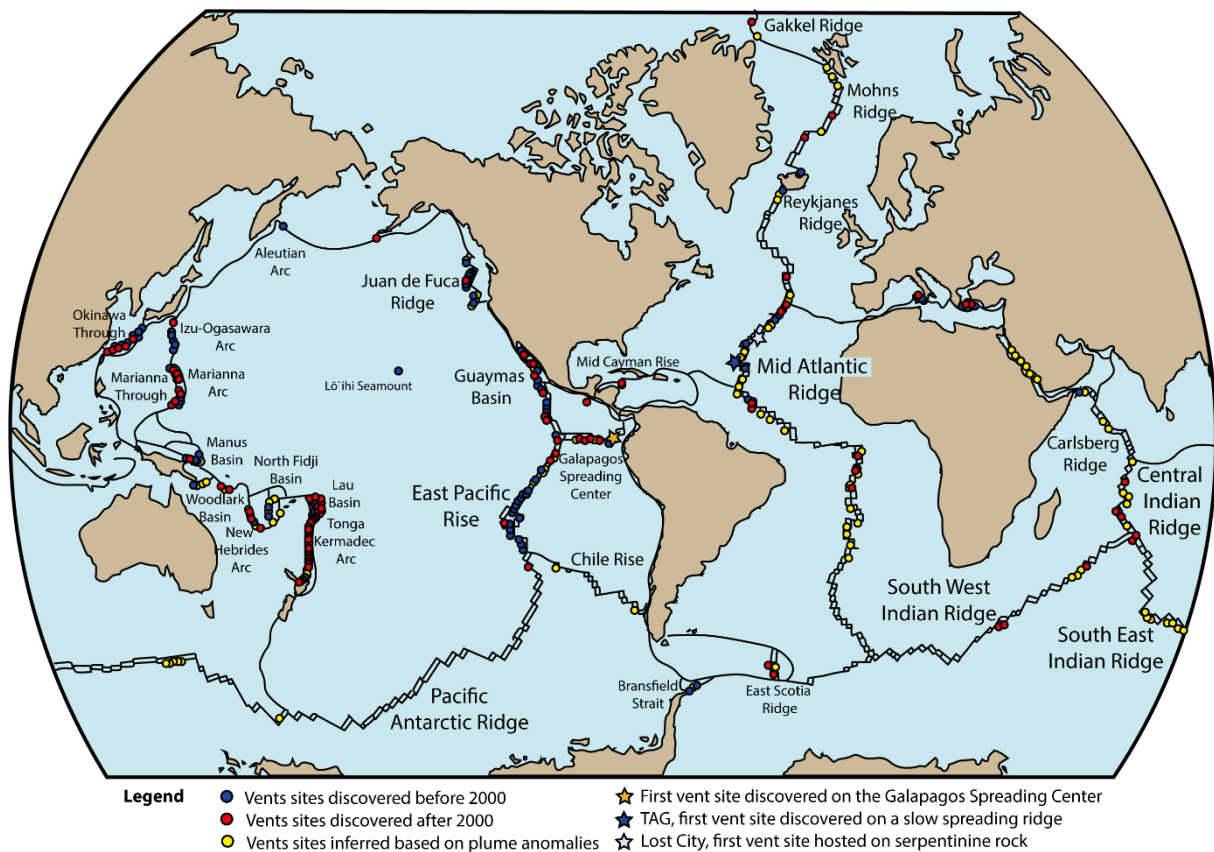 Gakkel Ridge
Mohns
Ridge
Reykjanes
Ridge
Aleutian
Arc
Juan de Fuca
Ridge
Okinawa
Through
Izu-Ogasawara
Arc
Marianna
Through
Marianna
Arc
Lō`ihi Seamount
Guaymas
Basin
Mid Cayman Rise
Mid Atlantic
Ridge
Manus
Basin
North Fidji
Basin
Woodlark
Basin
New
Hebrides
Arc
Lau
Basin
Tonga
Kermadec
Arc
East Pacific
Rise
Galapagos
Spreading
Center
Carlsberg
Ridge
Central
Indian
Ridge
Chile Rise
South West
Indian Ridge
South East
Indian Ridge
Pacific
Antarctic Ridge
Bransfield
Strait
East Scotia
Ridge
Legend
Vents sites discovered before 2000
Vents sites discovered after 2000
Vents sites inferred based on plume anomalies
First vent site discovered on the Galapagos Spreading Center
TAG, first vent site discovered on a slow spreading ridge
Lost City, first vent site hosted on serpentinine rock